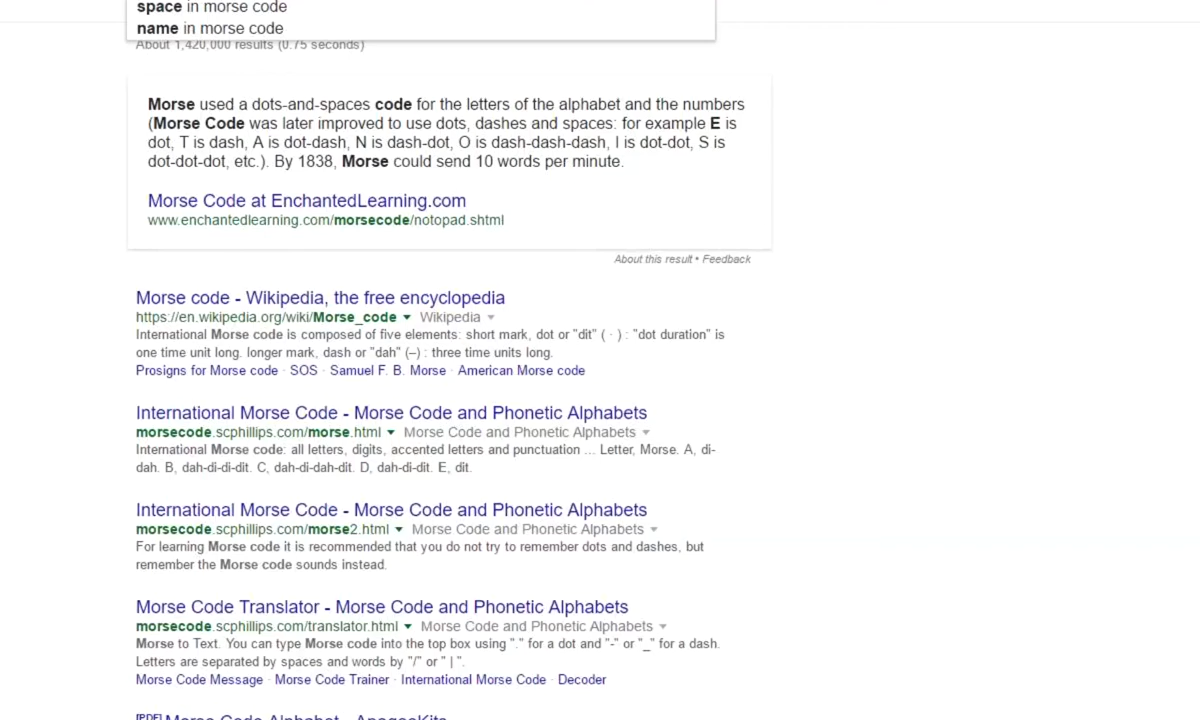 space in morse code
name in morse code
About 1,420,000 results (0.75 seconds)
Morse used a dots-and-spaces code for the letters of the alphabet and the numbers
(Morse Code was later improved to use dots, dashes and spaces: for example E is
dot, T is dash, A is dot-dash, N is dash-dot, O is dash-dash-dash, I is dot-dot, S is
dot-dot-dot, etc.). By 1838, Morse could send 10 words per minute.
Morse Code at EnchantedLearning.com
www.enchantedlearning.com/morsecode/notopad.shtml
About this result • Feedback
Morse code - Wikipedia, the free encyclopedia
https://en.wikipedia.org/wiki/Morse_code ▼ Wikipedia ▼
International Morse code is composed of five elements: short mark, dot or "dit" ( · ) : "dot duration" is
one time unit long. longer mark, dash or "dah" (–) : three time units long.
Prosigns for Morse code · SOS · Samuel F. B. Morse · American Morse code
International Morse Code - Morse Code and Phonetic Alphabets
morsecode.scphillips.com/morse.html ▼ Morse Code and Phonetic Alphabets ▼
International Morse code: all letters, digits, accented letters and punctuation ... Letter, Morse. A, di-
dah. B, dah-di-di-dit. C, dah-di-dah-dit. D, dah-di-dit. E, dit.
International Morse Code - Morse Code and Phonetic Alphabets
morsecode.scphillips.com/morse2.html ▼ Morse Code and Phonetic Alphabets ▼
For learning Morse code it is recommended that you do not try to remember dots and dashes, but
remember the Morse code sounds instead.
Morse Code Translator - Morse Code and Phonetic Alphabets
morsecode.scphillips.com/translator.html ▼ Morse Code and Phonetic Alphabets ▼
Morse to Text. You can type Morse code into the top box using "." for a dot and "-" or "_" for a dash.
Letters are separated by spaces and words by "/" or " | ".
Morse Code Message · Morse Code Trainer · International Morse Code · Decoder
[PDF] Morse Code Alphabet - ApogeeKits